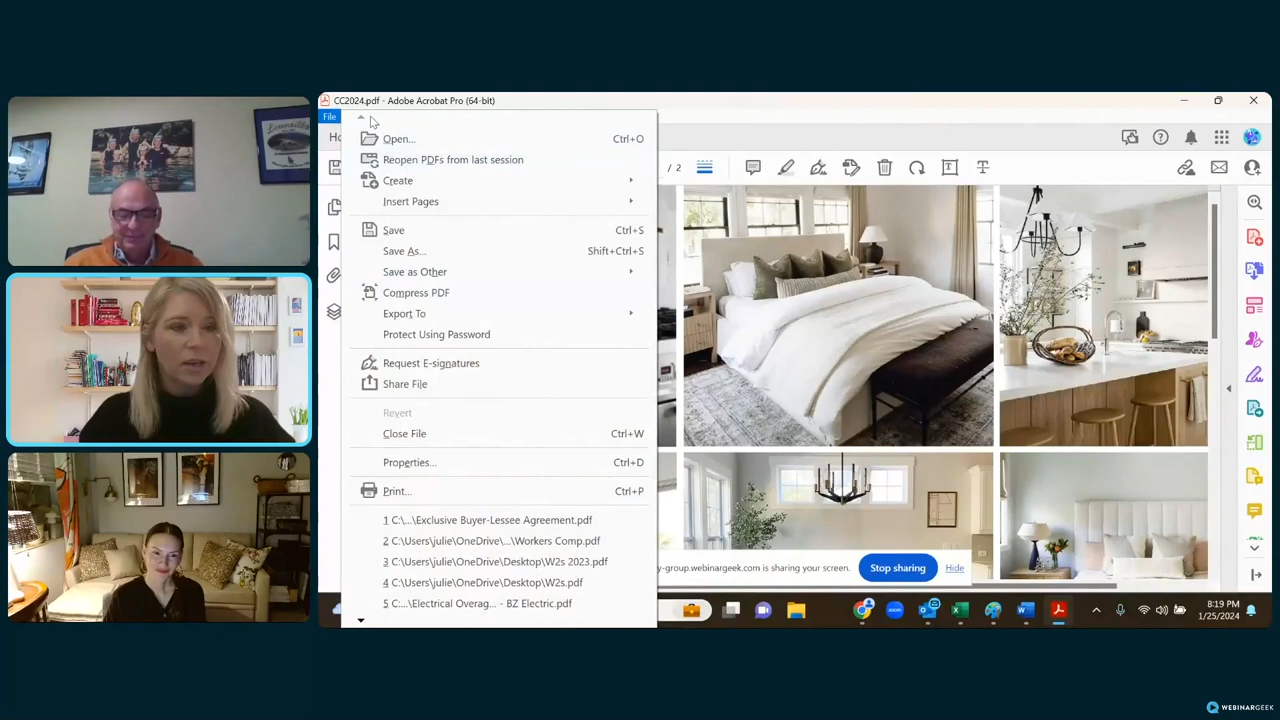 CC2024.pdf - Adobe Acrobat Pro (64-bit)
File
Ho
Open... Ctrl+O
Reopen PDFs from last session
Create
Insert Pages
Save Ctrl+S
Save As... Shift+Ctrl+S
Save as Other
Compress PDF
Export To
Protect Using Password
Request E-signatures
Share File
Revert
Close File Ctrl+W
Properties... Ctrl+D
Print... Ctrl+P
1 C:\...\Exclusive Buyer-Lessee Agreement.pdf
2 C:\Users\julie\OneDrive\...\Workers Comp.pdf
3 C:\Users\julie\OneDrive\Desktop\W2s 2023.pdf
4 C:\Users\julie\OneDrive\Desktop\W2s.pdf
5 C:...\Electrical Overag... - BZ Electric.pdf
/ 2
y-group.webinargeek.com is sharing your screen.
Stop sharing
Hide
8:19 PM
1/25/2024
WEBINARGEEK